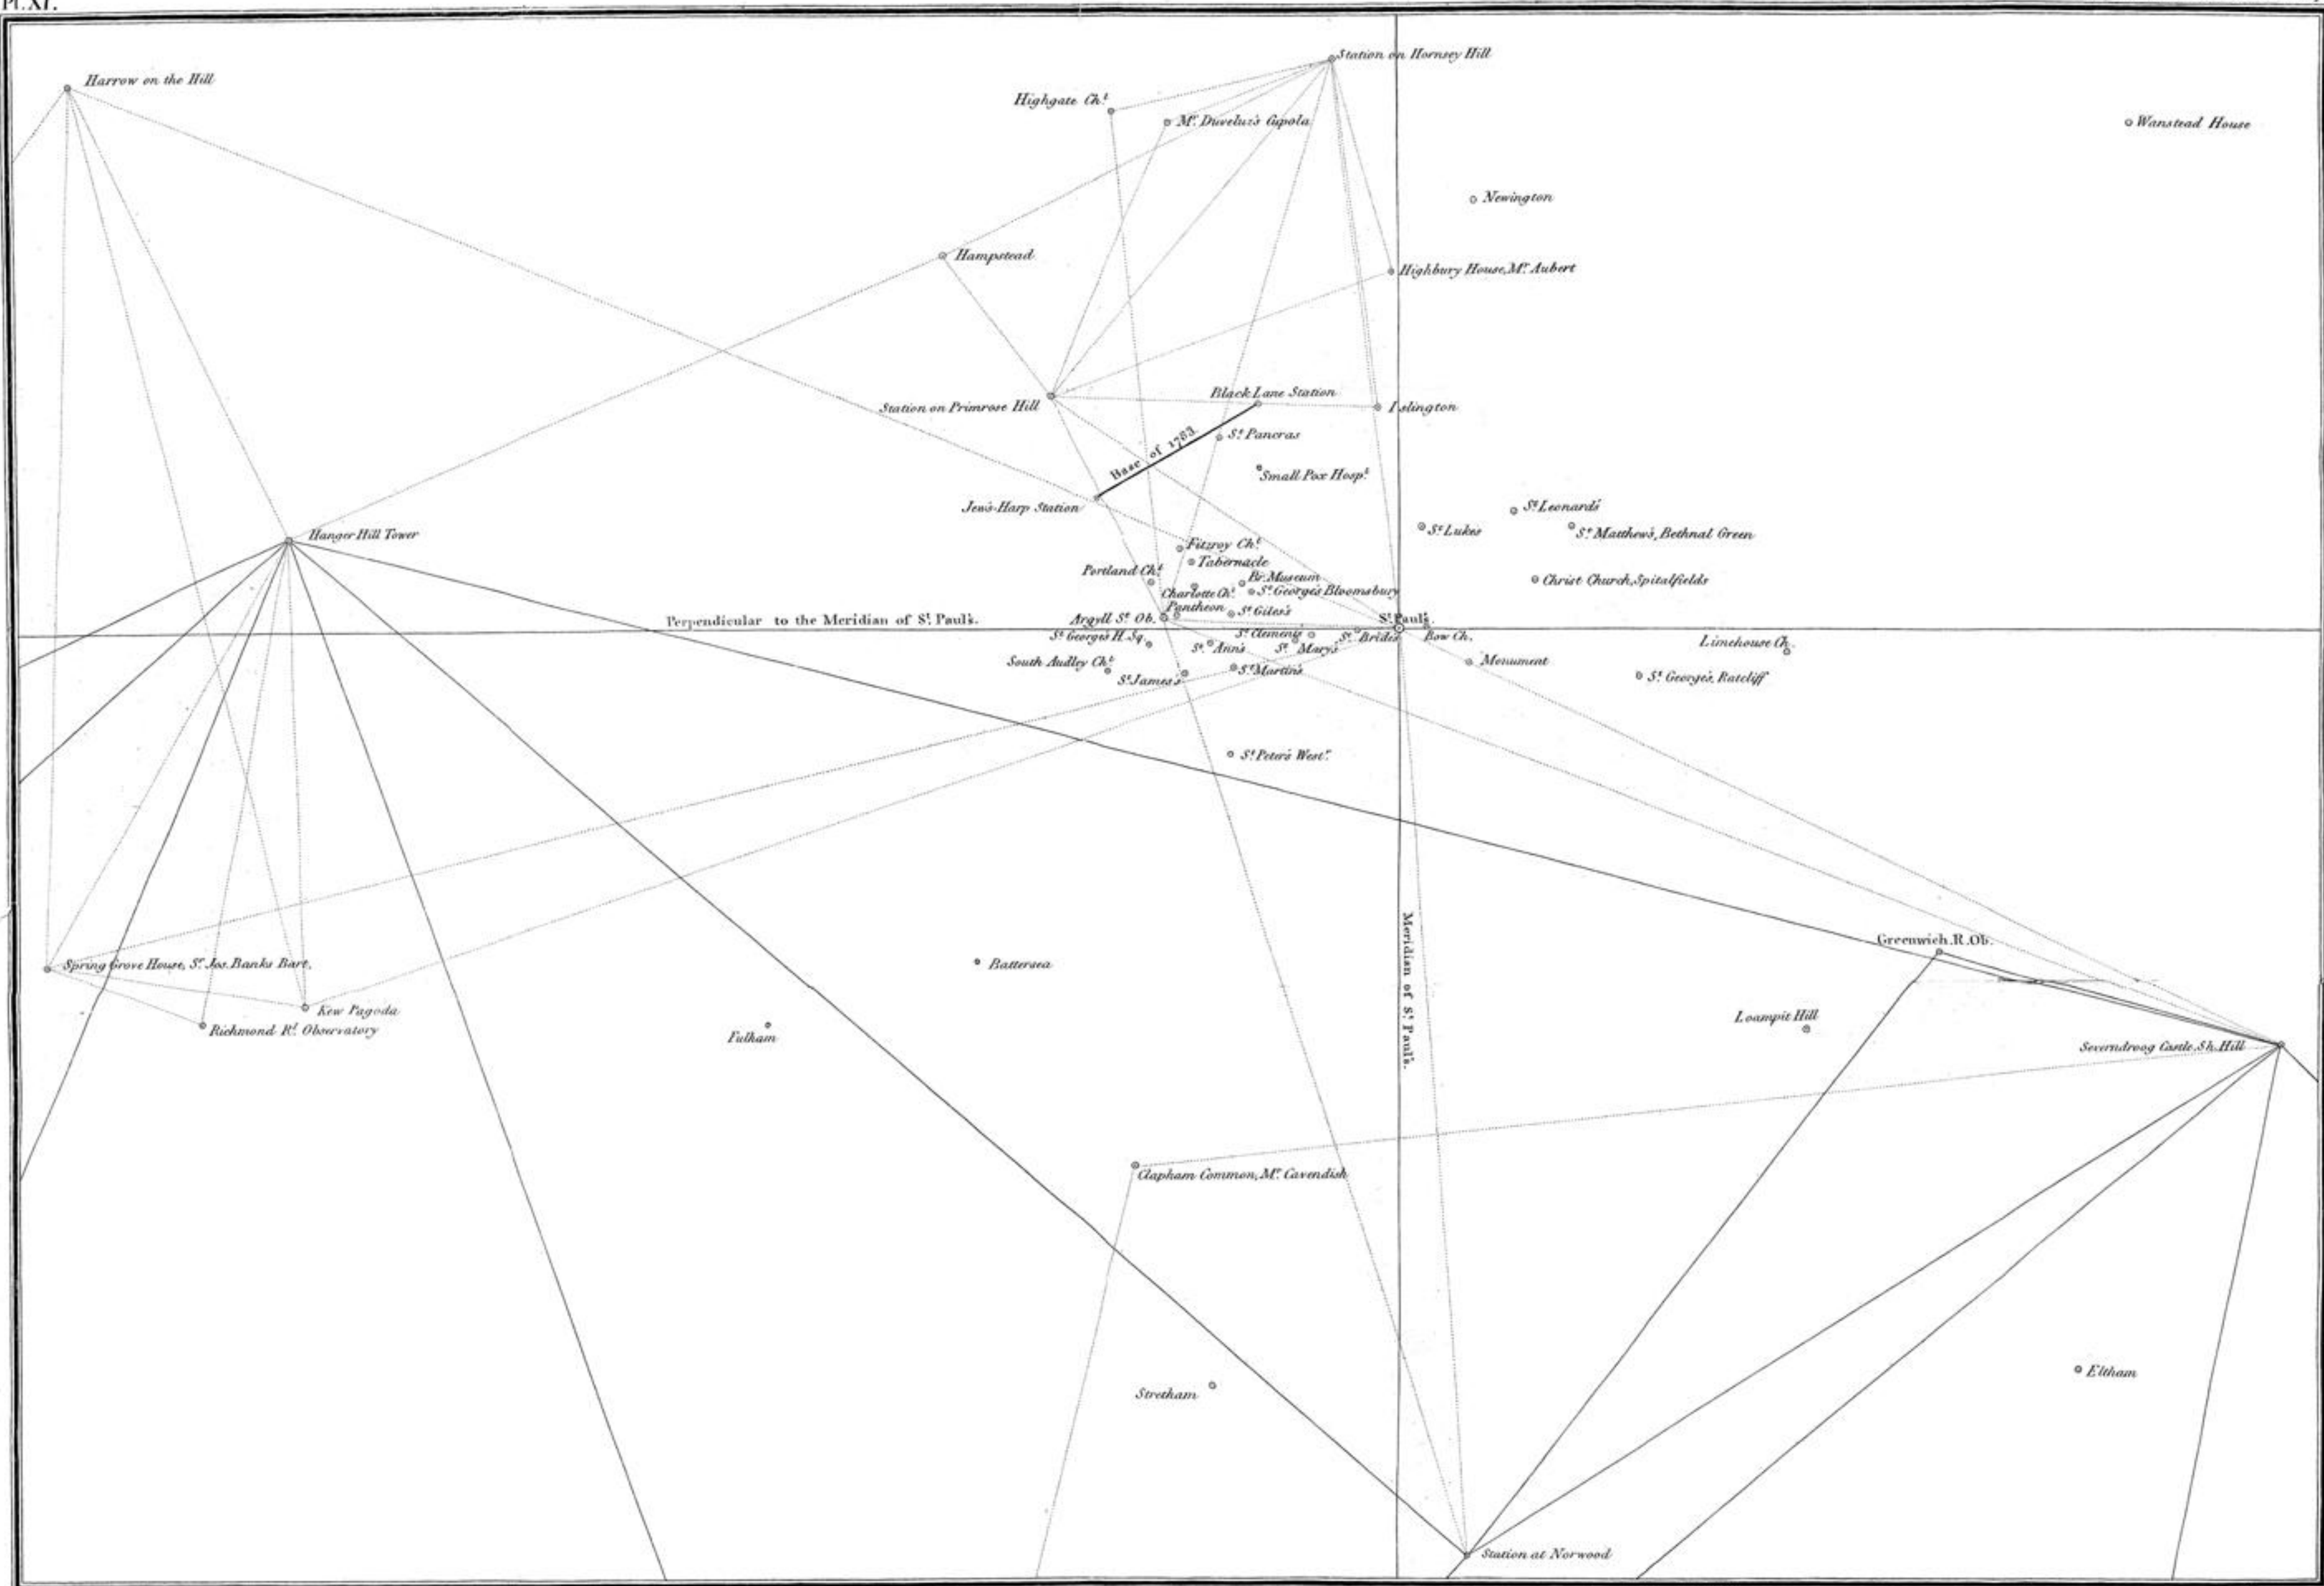 Pl. XI.
Station on Hornsey Hill
Harrow on the Hill
Highgate Ch.ˡ
Mʳ. Duveluz's Cupola
Wanstead House
Newington
Hampstead
Highbury House, Mʳ. Aubert
Black Lane Station
Station on Primrose Hill
Islington
Base of 1783.
Sᵗ. Pancras
Small Pox Hospˡ.
Jew's-Harp Station
Sᵗ. Leonard's
Sᵗ. Luke's
Sᵗ. Matthew's, Bethnal Green
Hanger Hill Tower
Fitzroy Ch.ˡ
Tabernacle
Portland Ch.ˡ
Br. Museum
Christ Church, Spitalfields
Charlotte Ch.ˡ
Sᵗ. George's Bloomsbury
Pantheon
Sᵗ. Giles's
Perpendicular to the Meridian of Sᵗ. Paul's.
Argyll Sᵗ. Ob.
Sᵗ. Paul's.
Sᵗ. George's H. Sq.
Sᵗ. Clements
Sᵗ. Brides
Bow Ch.
Limehouse Ch.
Sᵗ. Ann's
Sᵗ. Mary's
South Audley Ch.ˡ
Monument
Sᵗ. James's
Sᵗ. Martin's
Sᵗ. George's, Ratcliff
Sᵗ. Peter's Westʳ.
Meridian of Sᵗ. Paul's.
Greenwich R. Ob.
Spring Grove House, Sʳ. Jos. Banks Bart.
Battersea
Kew Pagoda
Richmond Rˡ. Observatory
Fulham
Loampit Hill
Severndroog Castle, Sh. Hill
Clapham Common, Mʳ. Cavendish
Eltham
Stretham
Station at Norwood